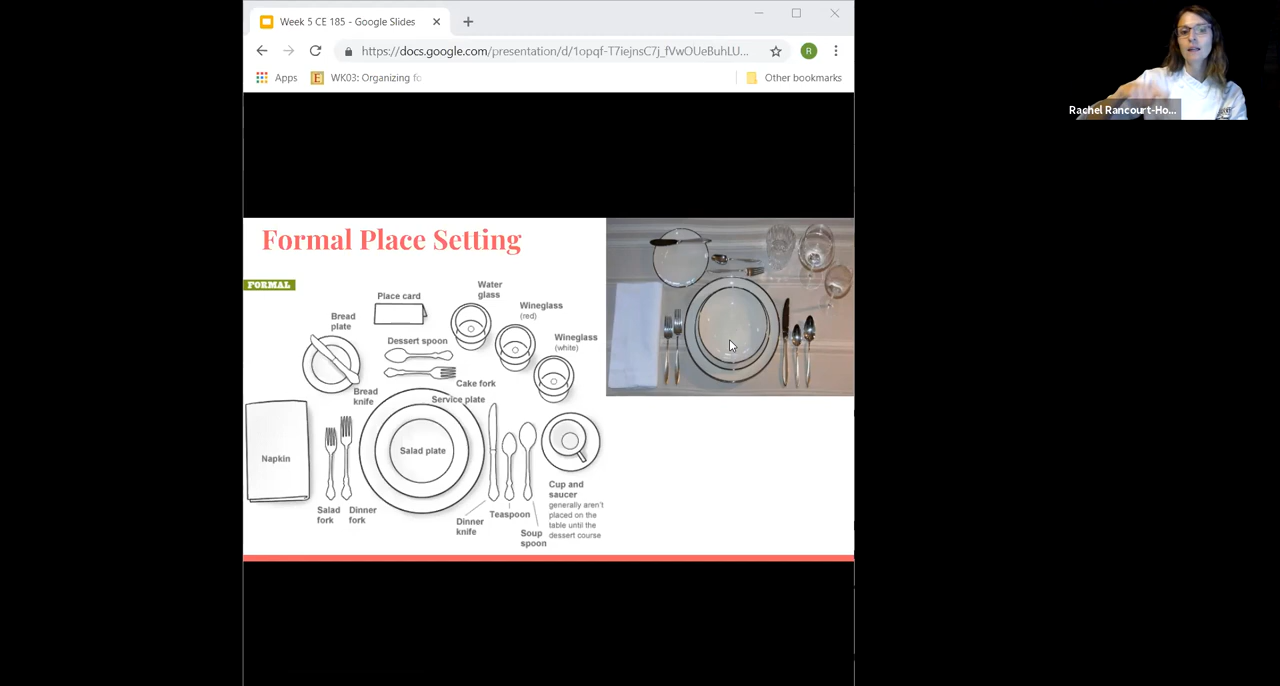 Week 5 CE 185 - Google Slides
https://docs.google.com/presentation/d/1opqf-T7iejnsC7j_fVwOUeBuhLU...
R
Apps
WK03: Organizing fo
Other bookmarks
Rachel Rancourt-Ho...
Formal Place Setting
FORMAL
Place card
Water
glass
Wineglass
(red)
Wineglass
(white)
Bread
plate
Dessert spoon
Cake fork
Bread
knife
Service plate
Napkin
Salad plate
Salad
fork
Dinner
fork
Dinner
knife
Teaspoon
Soup
spoon
Cup and
saucer
generally aren't
placed on the
table until the
dessert course